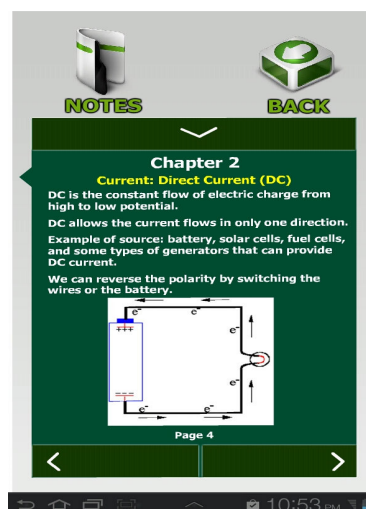 NOTES
BACK
Chapter 2
Current: Direct Current (DC)
DC is the constant flow of electric charge from
high to low potential.
DC allows the current flows in only one direction.
Example of source: battery, solar cells, fuel cells,
and some types of generators that can provide
DC current.
We can reverse the polarity by switching the
wires or the battery.
e-
e-
+++
e-
e-
---
e-
e-
Page 4
10:53 PM